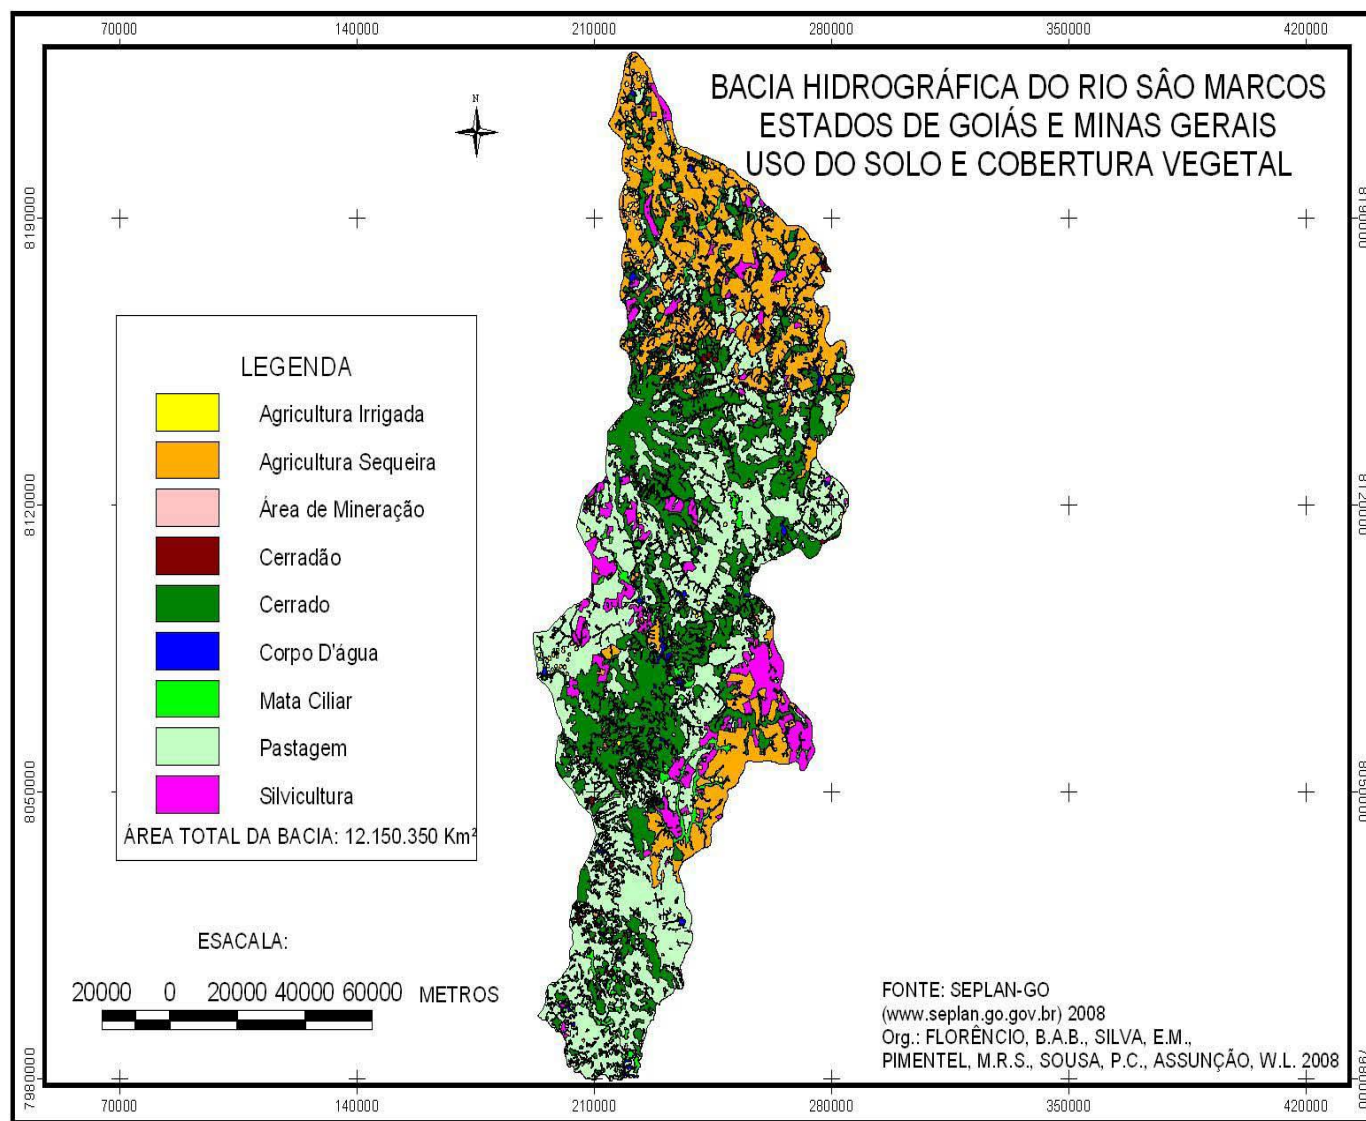 70000 140000 210000 280000 350000 420000
BACIA HIDROGRÁFICA DO RIO SÂO MARCOS
ESTADOS DE GOIÁS E MINAS GERAIS
USO DO SOLO E COBERTURA VEGETAL
N
8190000 8190000
LEGENDA
Agricultura Irrigada
Agricultura Sequeira
Área de Mineração
Cerradão
Cerrado
Corpo D'água
Mata Ciliar
Pastagem
Silvicultura
ÁREA TOTAL DA BACIA: 12.150.350 Km²
8120000 8120000
8050000 8050000
ESACALA:
20000 0 20000 40000 60000 METROS
FONTE: SEPLAN-GO
(www.seplan.go.gov.br) 2008
Org.: FLORÊNCIO, B.A.B., SILVA, E.M.,
PIMENTEL, M.R.S., SOUSA, P.C., ASSUNÇÃO, W.L. 2008
7980000 7980000
70000 140000 210000 280000 350000 420000